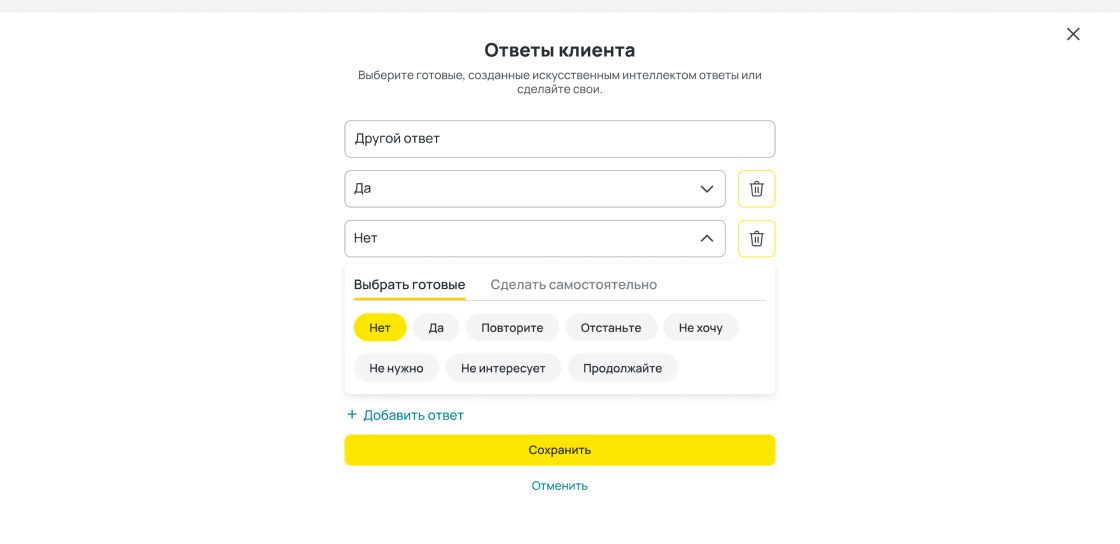 Ответы клиента
Выберите готовые, созданные искусственным интеллектом ответы или
сделайте свои.
Другой ответ
Да
Нет
Выбрать готовые Сделать самостоятельно
Нет Да Повторите Отстаньте Не хочу
Не нужно Не интересует Продолжайте
+ Добавить ответ
Сохранить
Отменить